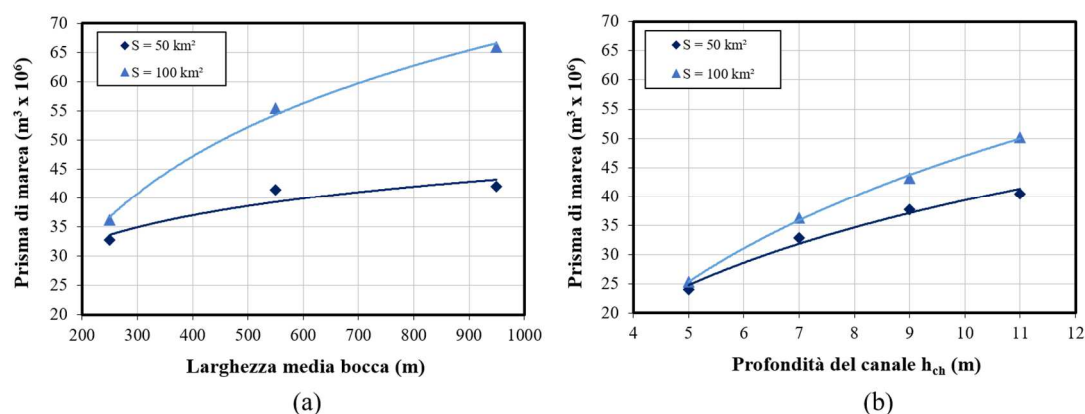 70
65
60
55
50
45
40
35
30
25
20
Prisma di marea (m³ x 10⁶)
S = 50 km²
S = 100 km²
200 300 400 500 600 700 800 900 1000
Larghezza media bocca (m)
(a)
70
65
60
55
50
45
40
35
30
25
20
Prisma di marea (m³ x 10⁶)
S = 50 km²
S = 100 km²
4 5 6 7 8 9 10 11 12
Profondità del canale h_ch (m)
(b)